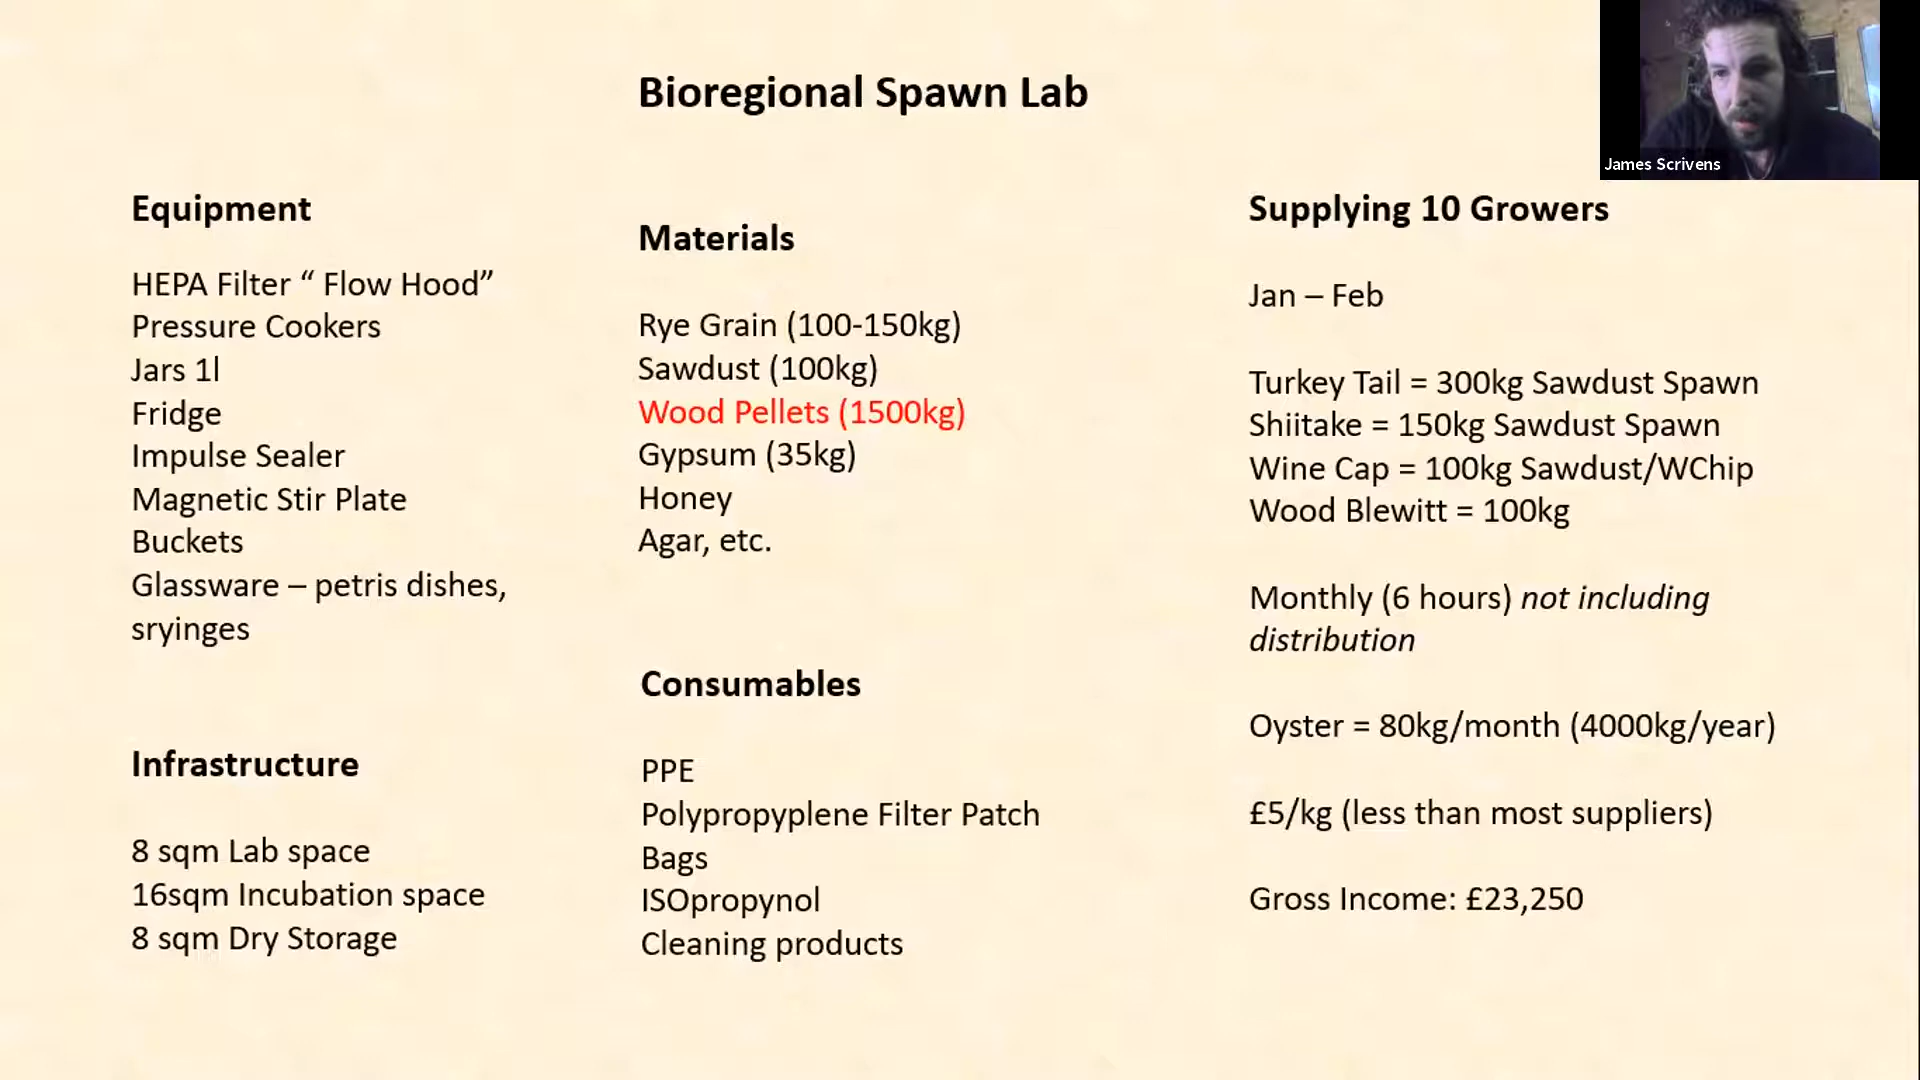 Bioregional Spawn Lab
James Scrivens
Equipment
HEPA Filter “ Flow Hood”
Pressure Cookers
Jars 1l
Fridge
Impulse Sealer
Magnetic Stir Plate
Buckets
Glassware – petris dishes,
sryinges
Infrastructure
8 sqm Lab space
16sqm Incubation space
8 sqm Dry Storage
Materials
Rye Grain (100-150kg)
Sawdust (100kg)
Wood Pellets (1500kg)
Gypsum (35kg)
Honey
Agar, etc.
Consumables
PPE
Polypropyplene Filter Patch
Bags
ISOpropynol
Cleaning products
Supplying 10 Growers
Jan – Feb
Turkey Tail = 300kg Sawdust Spawn
Shiitake = 150kg Sawdust Spawn
Wine Cap = 100kg Sawdust/WChip
Wood Blewitt = 100kg
Monthly (6 hours) not including
distribution
Oyster = 80kg/month (4000kg/year)
£5/kg (less than most suppliers)
Gross Income: £23,250